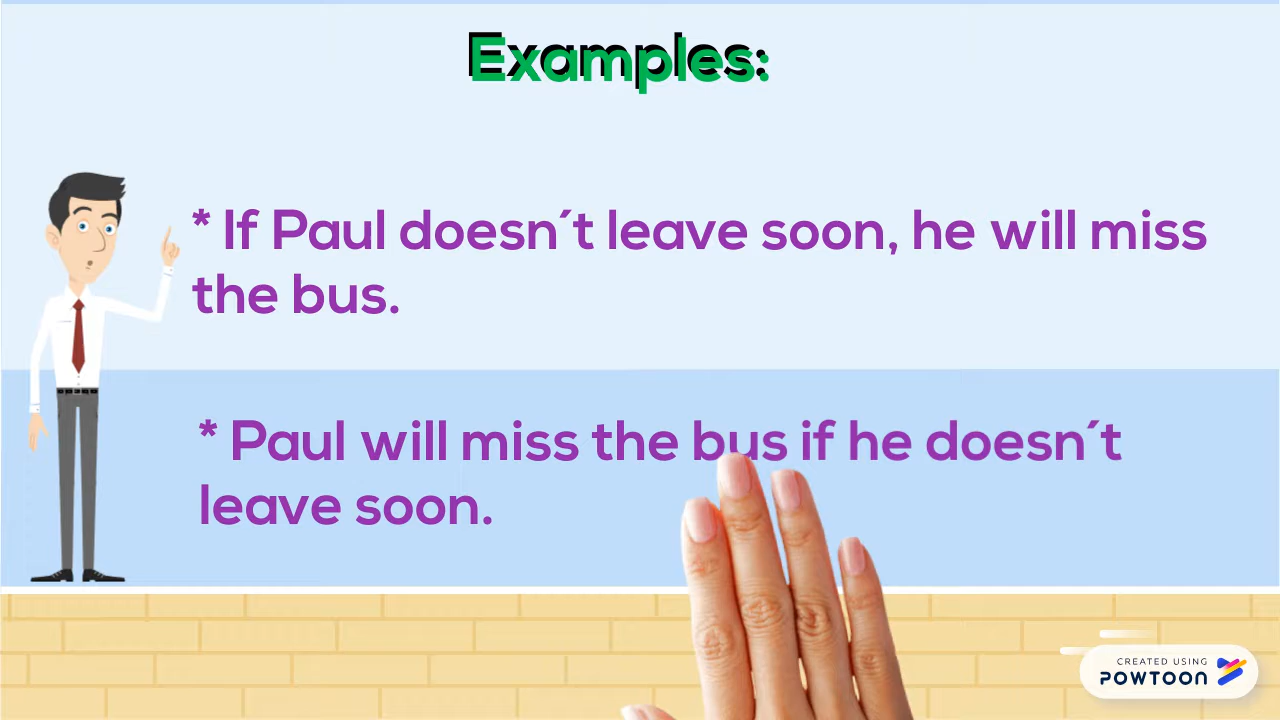 Examples:
* If Paul doesn´t leave soon, he will miss
the bus.
* Paul will miss the bus if he doesn´t
leave soon.
CREATED USING
POWTOON